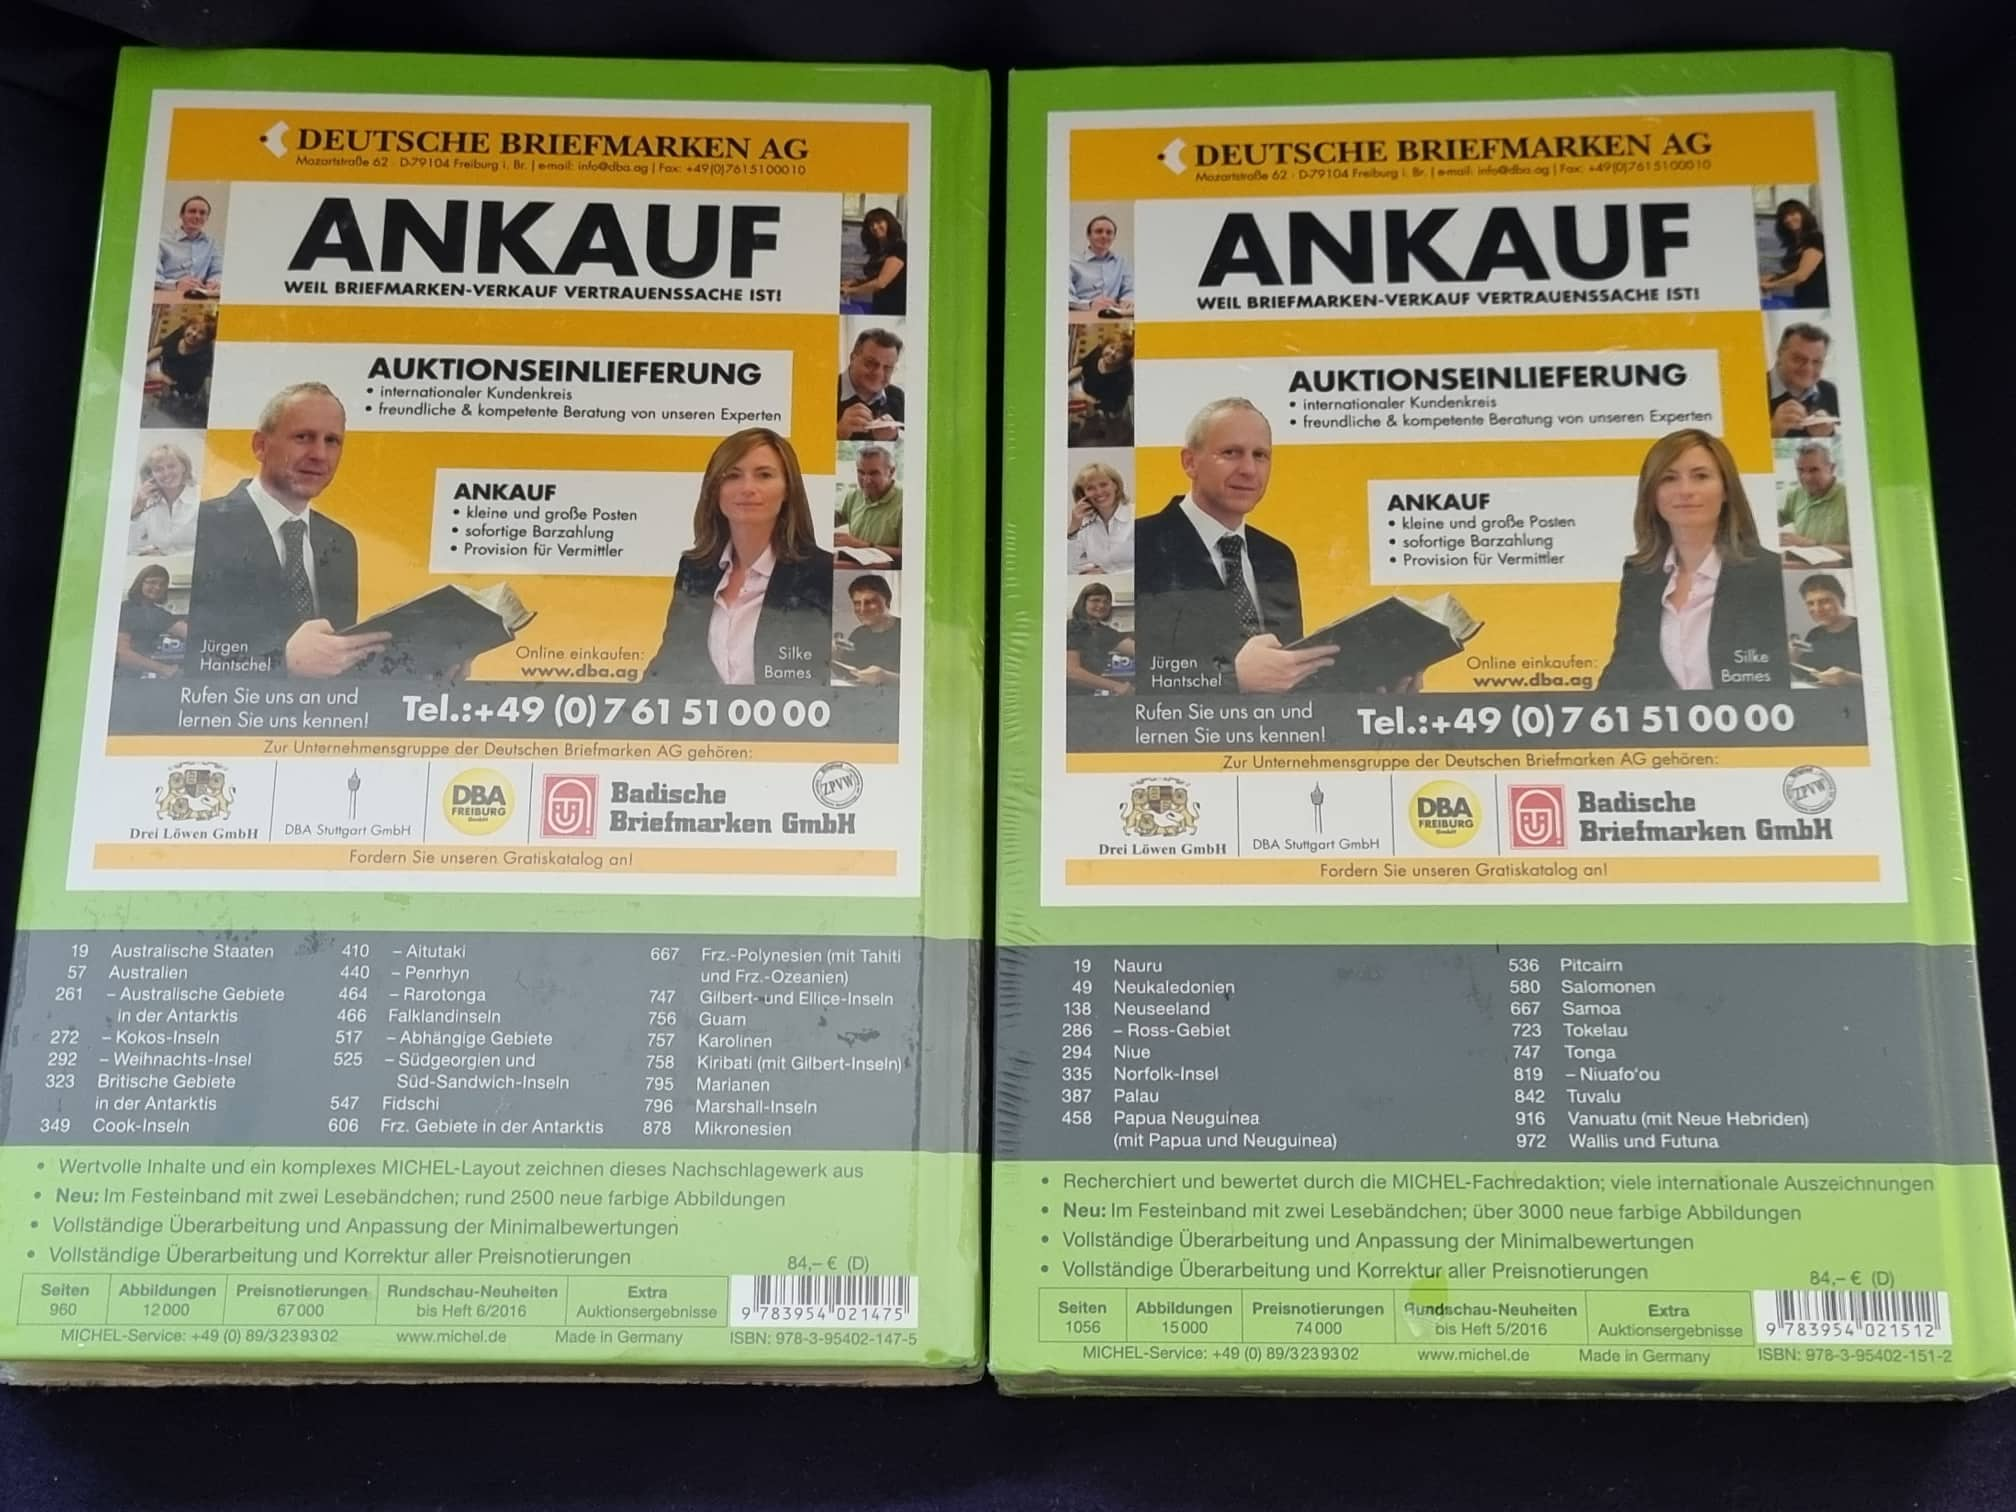 DEUTSCHE BRIEFMARKEN AG
Mozartstraße 62 · D-79104 Freiburg i. Br. | e-mail: info@dba.ag | Fax: +49(0)7615100010
ANKAUF
WEIL BRIEFMARKEN-VERKAUF VERTRAUENSSACHE IST!
AUKTIONSEINLIEFERUNG
• internationaler Kundenkreis
• freundliche & kompetente Beratung von unseren Experten
ANKAUF
• kleine und große Posten
• sofortige Barzahlung
• Provision für Vermittler
Jürgen
Hantschel
Online einkaufen:
www.dba.ag
Silke
Bames
Rufen Sie uns an und
lernen Sie uns kennen!
Tel.:+49 (0) 7 61 51 00 00
Zur Unternehmensgruppe der Deutschen Briefmarken AG gehören:
Drei Löwen GmbH
DBA Stuttgart GmbH
DBA
FREIBURG
GmbH
Badische
Briefmarken GmbH
ZPVW
Fordern Sie unseren Gratiskatalog an!
19 Australische Staaten
57 Australien
261 – Australische Gebiete
in der Antarktis
272 – Kokos-Inseln
292 – Weihnachts-Insel
323 Britische Gebiete
in der Antarktis
349 Cook-Inseln
410 – Aitutaki
440 – Penrhyn
464 – Rarotonga
466 Falklandinseln
517 – Abhängige Gebiete
525 – Südgeorgien und
Süd-Sandwich-Inseln
547 Fidschi
606 Frz. Gebiete in der Antarktis
667 Frz.-Polynesien (mit Tahiti
und Frz.-Ozeanien)
747 Gilbert- und Ellice-Inseln
756 Guam
757 Karolinen
758 Kiribati (mit Gilbert-Inseln)
795 Marianen
796 Marshall-Inseln
878 Mikronesien
• Wertvolle Inhalte und ein komplexes MICHEL-Layout zeichnen dieses Nachschlagewerk aus
• Neu: Im Festeinband mit zwei Lesebändchen; rund 2500 neue farbige Abbildungen
• Vollständige Überarbeitung und Anpassung der Minimalbewertungen
• Vollständige Überarbeitung und Korrektur aller Preisnotierungen
84,– € (D)
Seiten
960
Abbildungen
12 000
Preisnotierungen
67 000
Rundschau-Neuheiten
bis Heft 6/2016
Extra
Auktionsergebnisse
9 783954 021475
MICHEL-Service: +49 (0) 89/3 23 93 02 www.michel.de Made in Germany ISBN: 978-3-95402-147-5
DEUTSCHE BRIEFMARKEN AG
Mozartstraße 62 · D-79104 Freiburg i. Br. | e-mail: info@dba.ag | Fax: +49(0)7615100010
ANKAUF
WEIL BRIEFMARKEN-VERKAUF VERTRAUENSSACHE IST!
AUKTIONSEINLIEFERUNG
• internationaler Kundenkreis
• freundliche & kompetente Beratung von unseren Experten
ANKAUF
• kleine und große Posten
• sofortige Barzahlung
• Provision für Vermittler
Jürgen
Hantschel
Online einkaufen:
www.dba.ag
Silke
Bames
Rufen Sie uns an und
lernen Sie uns kennen!
Tel.:+49 (0) 7 61 51 00 00
Zur Unternehmensgruppe der Deutschen Briefmarken AG gehören:
Drei Löwen GmbH
DBA Stuttgart GmbH
DBA
FREIBURG
GmbH
Badische
Briefmarken GmbH
ZPVW
Fordern Sie unseren Gratiskatalog an!
19 Nauru
49 Neukaledonien
138 Neuseeland
286 – Ross-Gebiet
294 Niue
335 Norfolk-Insel
387 Palau
458 Papua Neuguinea
(mit Papua und Neuguinea)
536 Pitcairn
580 Salomonen
667 Samoa
723 Tokelau
747 Tonga
819 – Niuafo'ou
842 Tuvalu
916 Vanuatu (mit Neue Hebriden)
972 Wallis und Futuna
• Recherchiert und bewertet durch die MICHEL-Fachredaktion; viele internationale Auszeichnungen
• Neu: Im Festeinband mit zwei Lesebändchen; über 3000 neue farbige Abbildungen
• Vollständige Überarbeitung und Anpassung der Minimalbewertungen
• Vollständige Überarbeitung und Korrektur aller Preisnotierungen
84,– € (D)
Seiten
1056
Abbildungen
15 000
Preisnotierungen
74 000
Rundschau-Neuheiten
bis Heft 5/2016
Extra
Auktionsergebnisse
9 783954 021512
MICHEL-Service: +49 (0) 89/3 23 93 02 www.michel.de Made in Germany ISBN: 978-3-95402-151-2